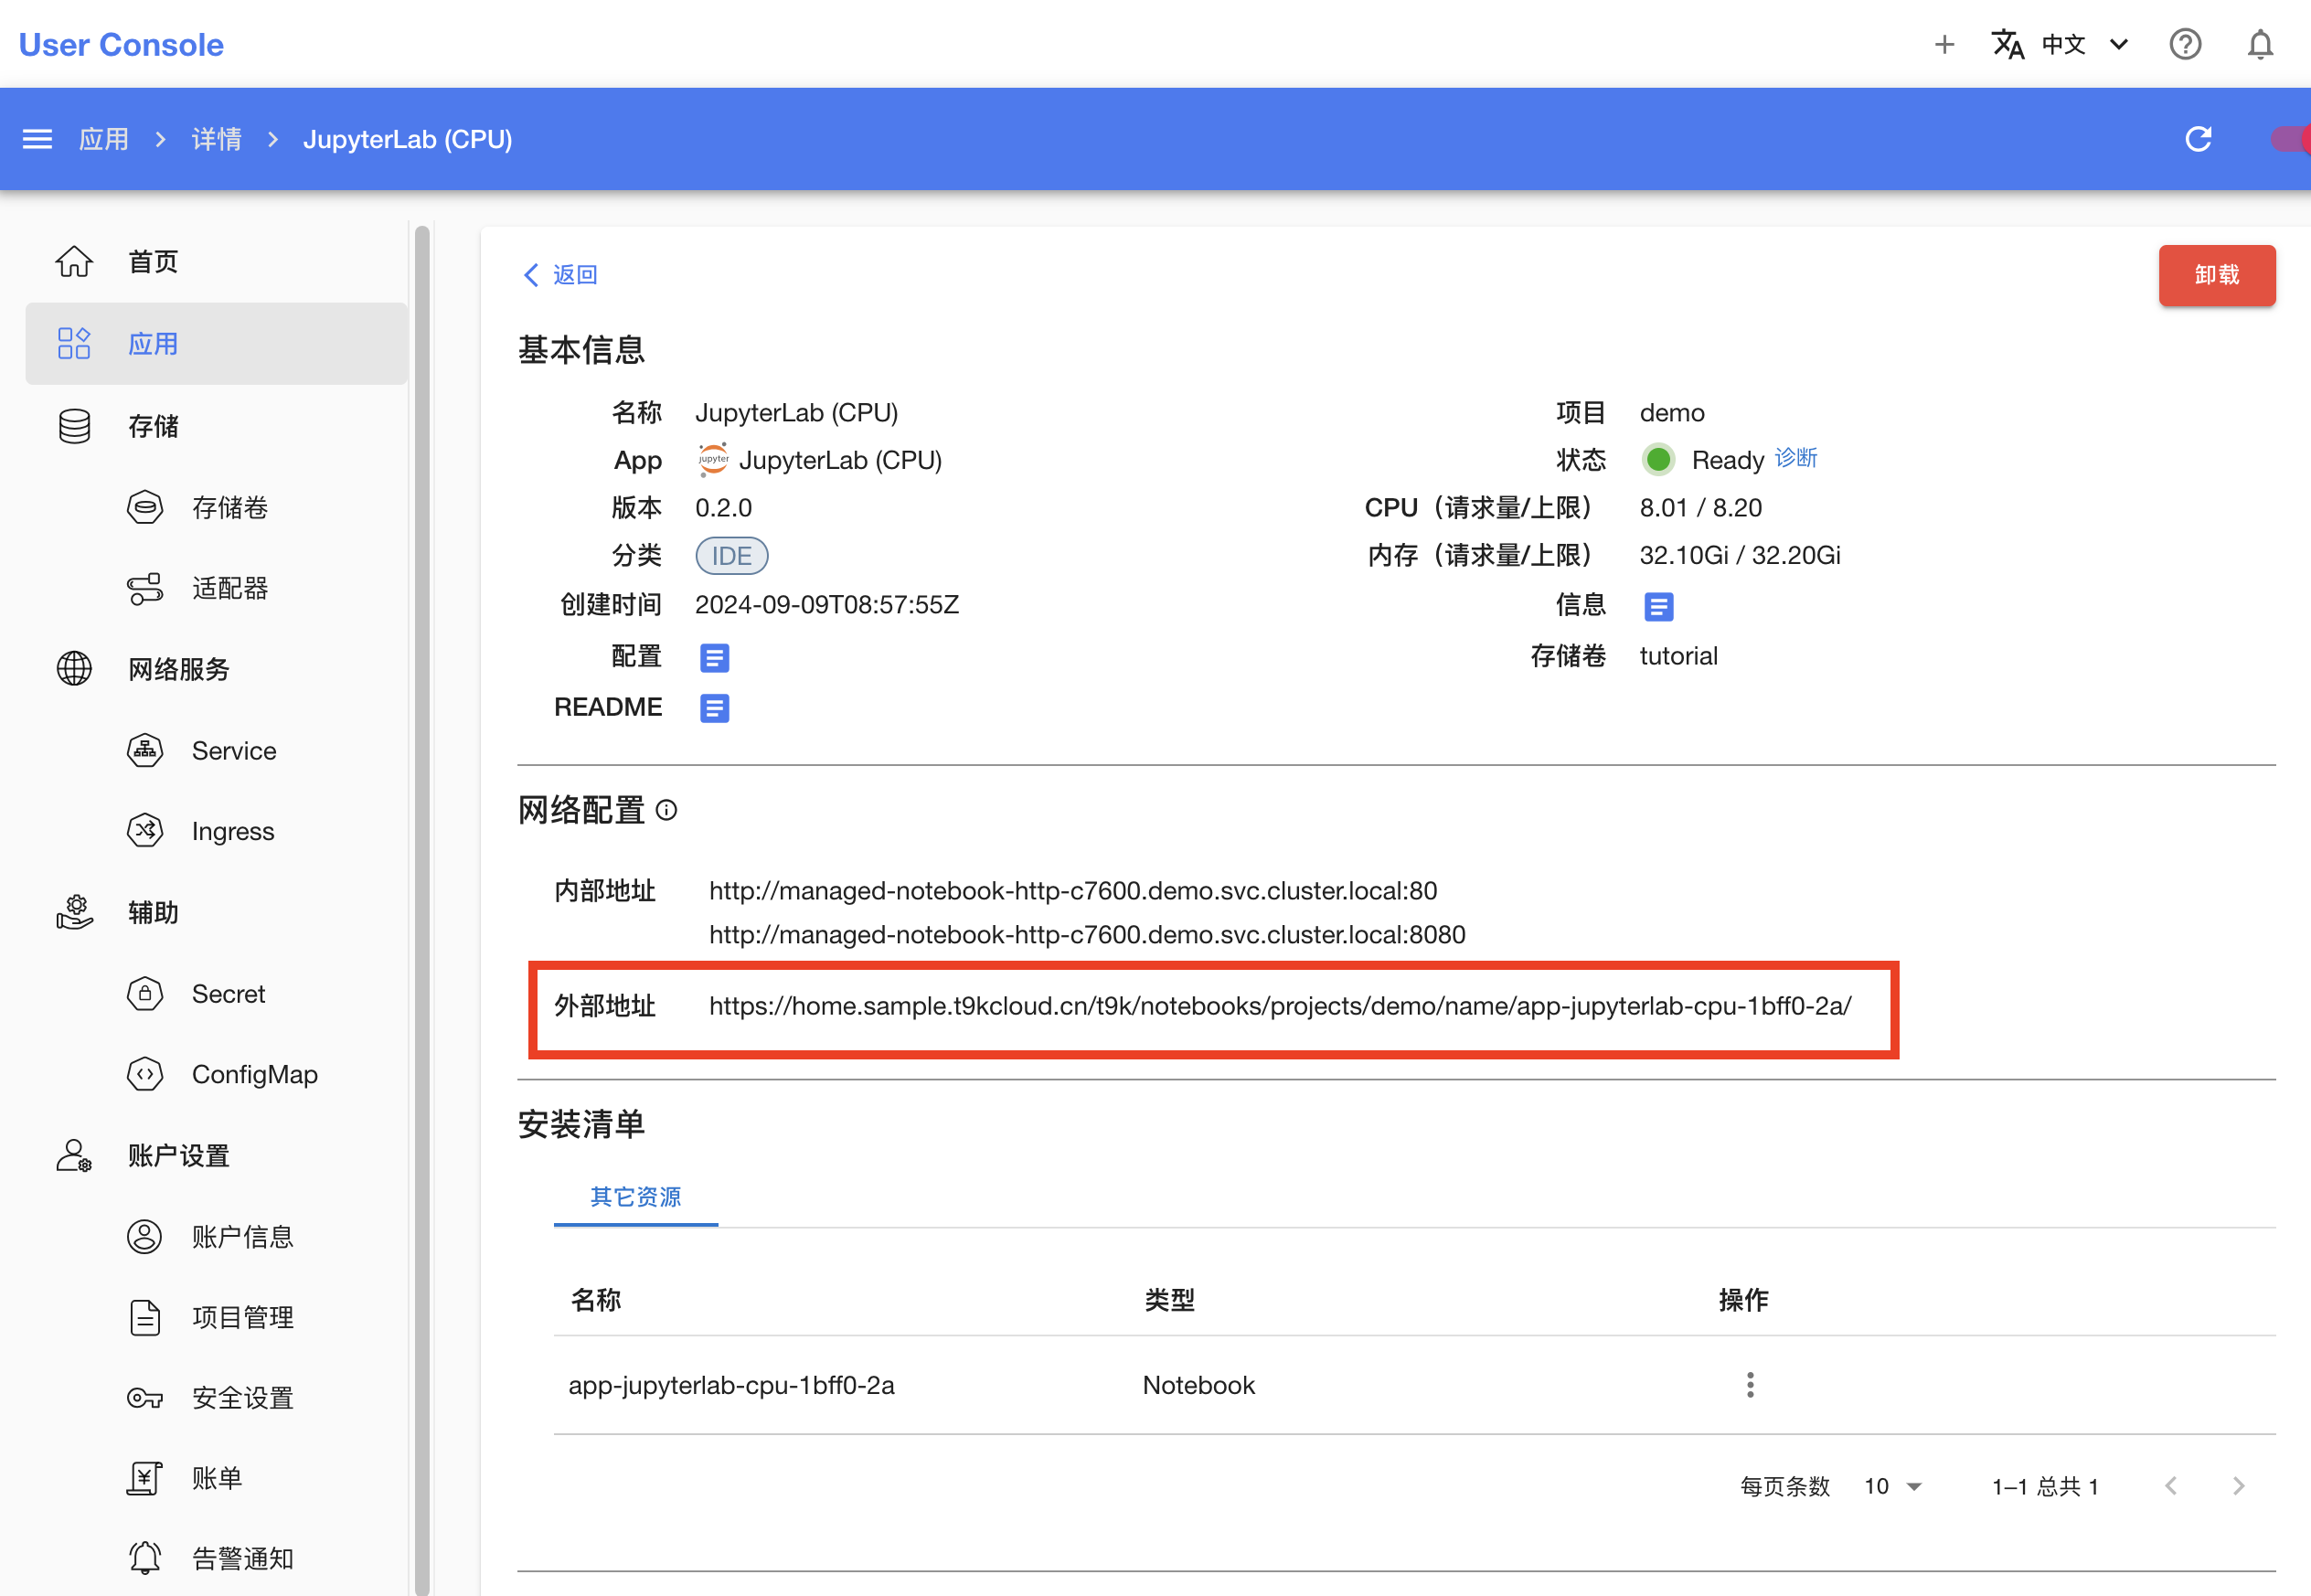 User Console
中文
应用 > 详情 > JupyterLab (CPU)
首页
应用
存储
存储卷
适配器
网络服务
Service
Ingress
辅助
Secret
ConfigMap
账户设置
账户信息
项目管理
安全设置
账单
告警通知
返回
卸载
基本信息
名称 JupyterLab (CPU)
App jupyter JupyterLab (CPU)
版本 0.2.0
分类 IDE
创建时间 2024-09-09T08:57:55Z
配置
README
项目 demo
状态 Ready 诊断
CPU（请求量/上限） 8.01 / 8.20
内存（请求量/上限） 32.10Gi / 32.20Gi
信息
存储卷 tutorial
网络配置
内部地址 http://managed-notebook-http-c7600.demo.svc.cluster.local:80
http://managed-notebook-http-c7600.demo.svc.cluster.local:8080
外部地址 https://home.sample.t9kcloud.cn/t9k/notebooks/projects/demo/name/app-jupyterlab-cpu-1bff0-2a/
安装清单
其它资源
名称 类型 操作
app-jupyterlab-cpu-1bff0-2a Notebook
每页条数 10 1–1 总共 1